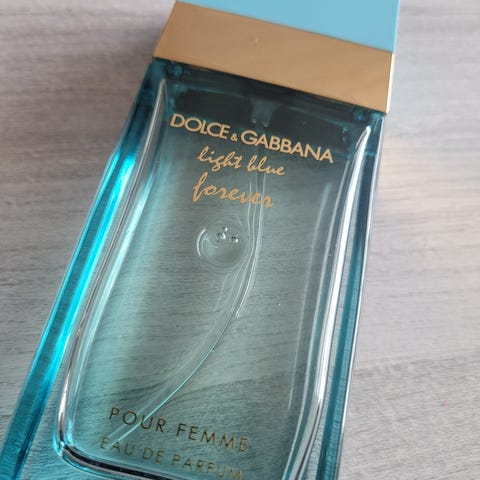 DOLCE & GABBANA
light blue
forever
POUR FEMME
EAU DE PARFUM